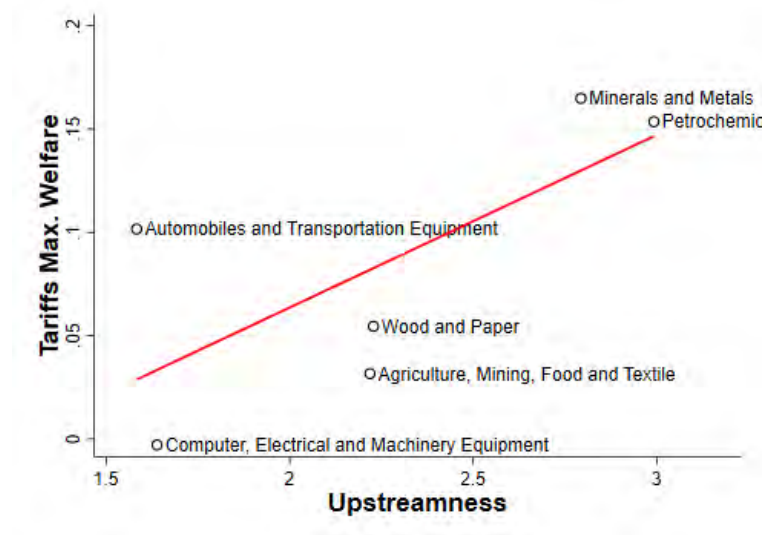 .2
Minerals and Metals
.15
Petrochemic
.1
Automobiles and Transportation Equipment
Tariffs Max. Welfare
Wood and Paper
.05
Agriculture, Mining, Food and Textile
0
Computer, Electrical and Machinery Equipment
1.5 2 2.5 3
Upstreamness